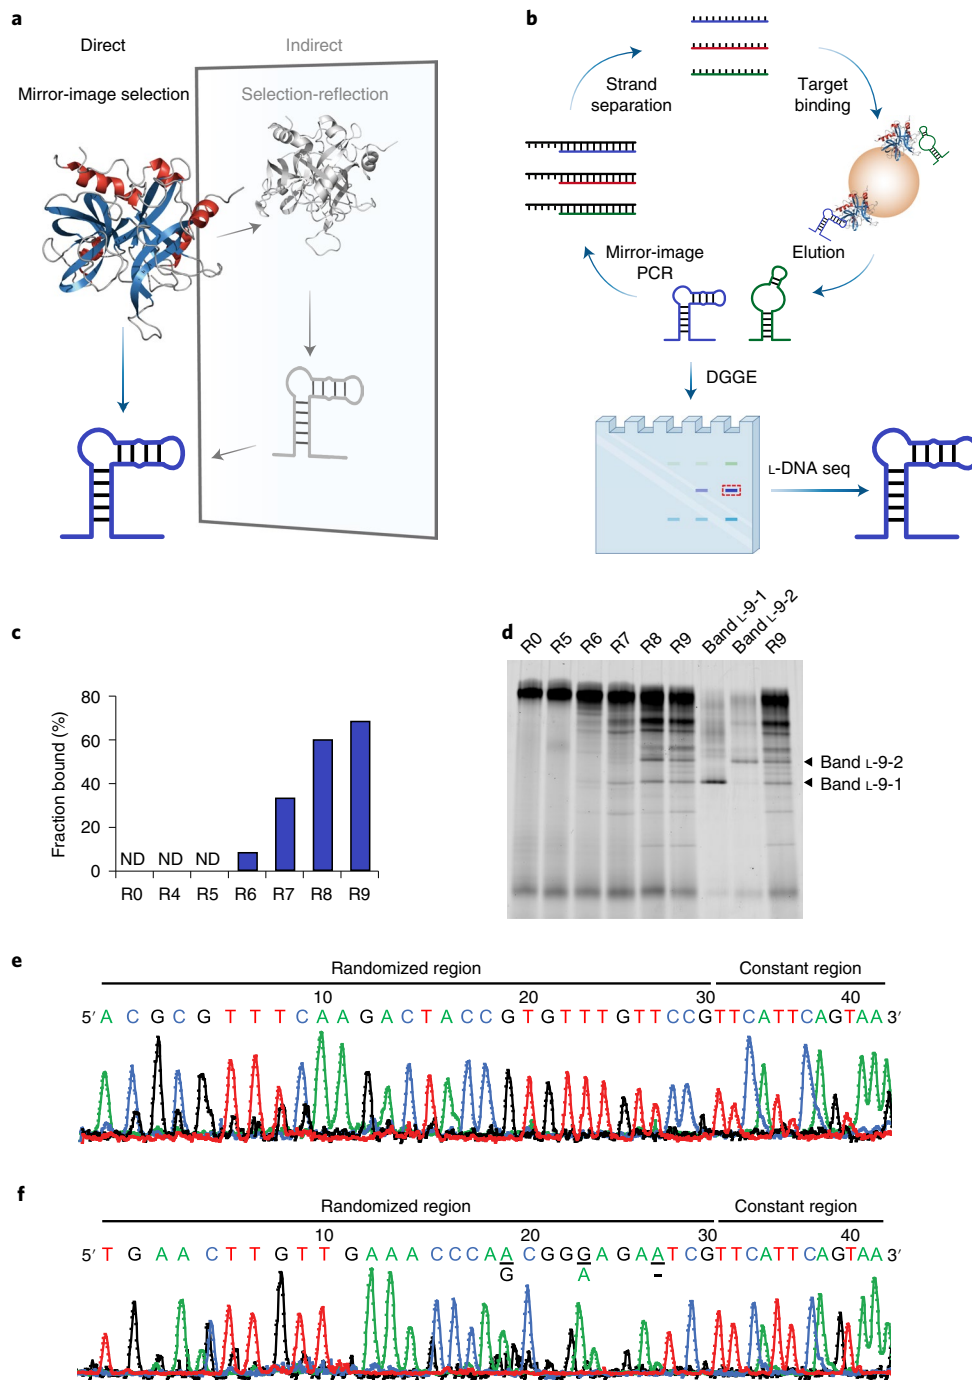 a
Direct
Indirect
Mirror-image selection
Selection-reflection
b
Strand
separation
Target
binding
Mirror-image
PCR
Elution
DGGE
L-DNA seq
c
Fraction bound (%)
80
60
40
20
0
ND ND ND
R0 R4 R5 R6 R7 R8 R9
d
R0 R5 R6 R7 R8 R9 Band L-9-1 Band L-9-2 R9
Band L-9-2
Band L-9-1
e
Randomized region Constant region
10 20 30 40
5′ A C G C G T T T C A A G A C T A C C G T G T T T G T T C C G T T C A T T C A G T A A 3′
f
Randomized region Constant region
10 20 30 40
5′ T G A A C T T G T T G A A A C C C A A C G G G A G A A T C G T T C A T T C A G T A A 3′
G A -